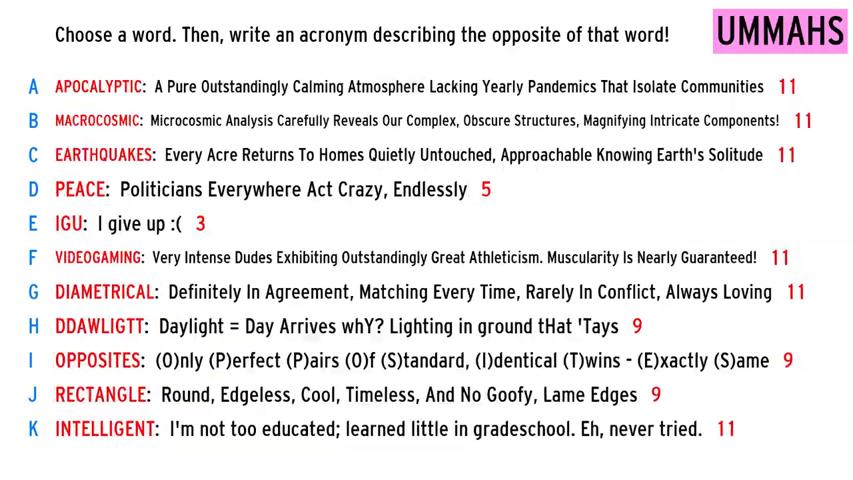 Choose a word. Then, write an acronym describing the opposite of that word! UMMAHS
A APOCALYPTIC: A Pure Outstandingly Calming Atmosphere Lacking Yearly Pandemics That Isolate Communities 11
B MACROCOSMIC: Microcosmic Analysis Carefully Reveals Our Complex, Obscure Structures, Magnifying Intricate Components! 11
C EARTHQUAKES: Every Acre Returns To Homes Quietly Untouched, Approachable Knowing Earth's Solitude 11
D PEACE: Politicians Everywhere Act Crazy, Endlessly 5
E IGU: I give up :( 3
F VIDEOGAMING: Very Intense Dudes Exhibiting Outstandingly Great Athleticism. Muscularity Is Nearly Guaranteed! 11
G DIAMETRICAL: Definitely In Agreement, Matching Every Time, Rarely In Conflict, Always Loving 11
H DDAWLIGTT: Daylight = Day Arrives whY? Lighting in ground tHat 'Tays 9
I OPPOSITES: (O)nly (P)erfect (P)airs (O)f (S)tandard, (I)dentical (T)wins - (E)xactly (S)ame 9
J RECTANGLE: Round, Edgeless, Cool, Timeless, And No Goofy, Lame Edges 9
K INTELLIGENT: I'm not too educated; learned little in gradeschool. Eh, never tried. 11